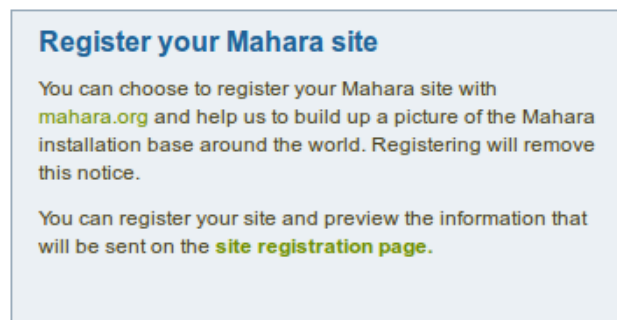 Register your Mahara site
You can choose to register your Mahara site with
mahara.org and help us to build up a picture of the Mahara
installation base around the world. Registering will remove
this notice.
You can register your site and preview the information that
will be sent on the site registration page.